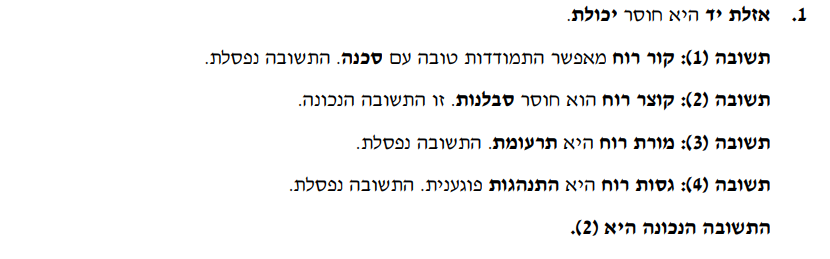 1. אזלת יד היא חוסר יכולת.
תשובה (1): קור רוח מאפשר התמודדות טובה עם סכנה. התשובה נפסלת.
תשובה (2): קוצר רוח הוא חוסר סבלנות. זו התשובה הנכונה.
תשובה (3): מורת רוח היא תרעומת. התשובה נפסלת.
תשובה (4): גסות רוח היא התנהגות פוגענית. התשובה נפסלת.
התשובה הנכונה היא (2).